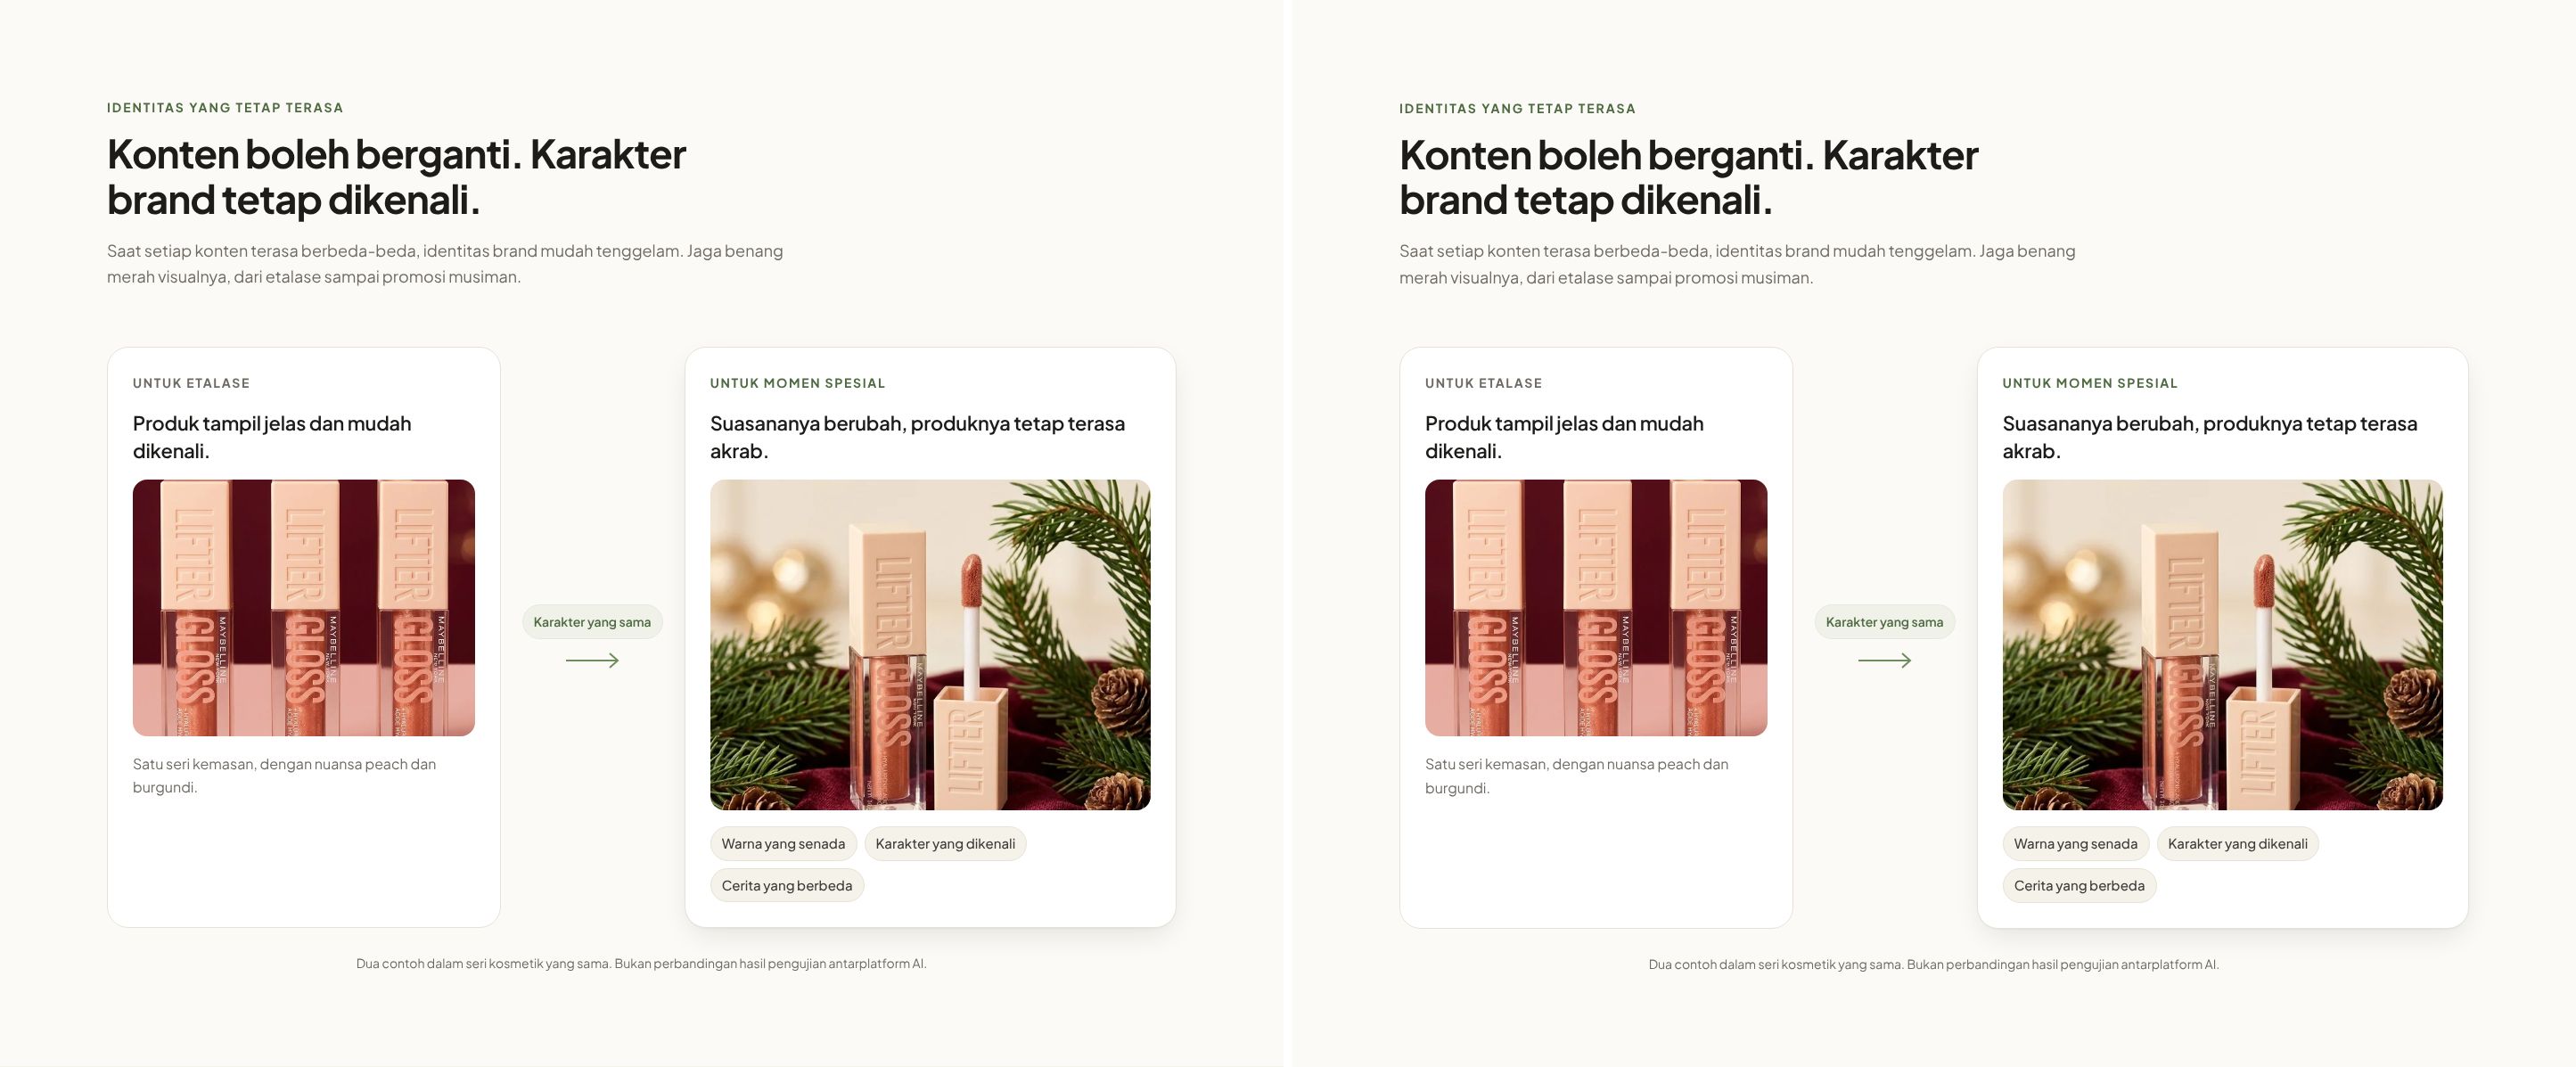 IDENTITAS YANG TETAP TERASA
Konten boleh berganti. Karakter
brand tetap dikenali.
Saat setiap konten terasa berbeda-beda, identitas brand mudah tenggelam. Jaga benang
merah visualnya, dari etalase sampai promosi musiman.
UNTUK ETALASE
Produk tampil jelas dan mudah
dikenali.
LIFTER
GLOSS
MAYBELLINE
LIFTER
GLOSS
MAYBELLINE
LIFTER
GLOSS
MAYBELLINE
Satu seri kemasan, dengan nuansa peach dan
burgundi.
Karakter yang sama
UNTUK MOMEN SPESIAL
Suasananya berubah, produknya tetap terasa
akrab.
LIFTER
GLOSS
MAYBELLINE
LIFTER
Warna yang senada
Karakter yang dikenali
Cerita yang berbeda
Dua contoh dalam seri kosmetik yang sama. Bukan perbandingan hasil pengujian antarplatform AI.
IDENTITAS YANG TETAP TERASA
Konten boleh berganti. Karakter
brand tetap dikenali.
Saat setiap konten terasa berbeda-beda, identitas brand mudah tenggelam. Jaga benang
merah visualnya, dari etalase sampai promosi musiman.
UNTUK ETALASE
Produk tampil jelas dan mudah
dikenali.
LIFTER
GLOSS
MAYBELLINE
LIFTER
GLOSS
MAYBELLINE
LIFTER
GLOSS
MAYBELLINE
Satu seri kemasan, dengan nuansa peach dan
burgundi.
Karakter yang sama
UNTUK MOMEN SPESIAL
Suasananya berubah, produknya tetap terasa
akrab.
LIFTER
GLOSS
MAYBELLINE
LIFTER
Warna yang senada
Karakter yang dikenali
Cerita yang berbeda
Dua contoh dalam seri kosmetik yang sama. Bukan perbandingan hasil pengujian antarplatform AI.